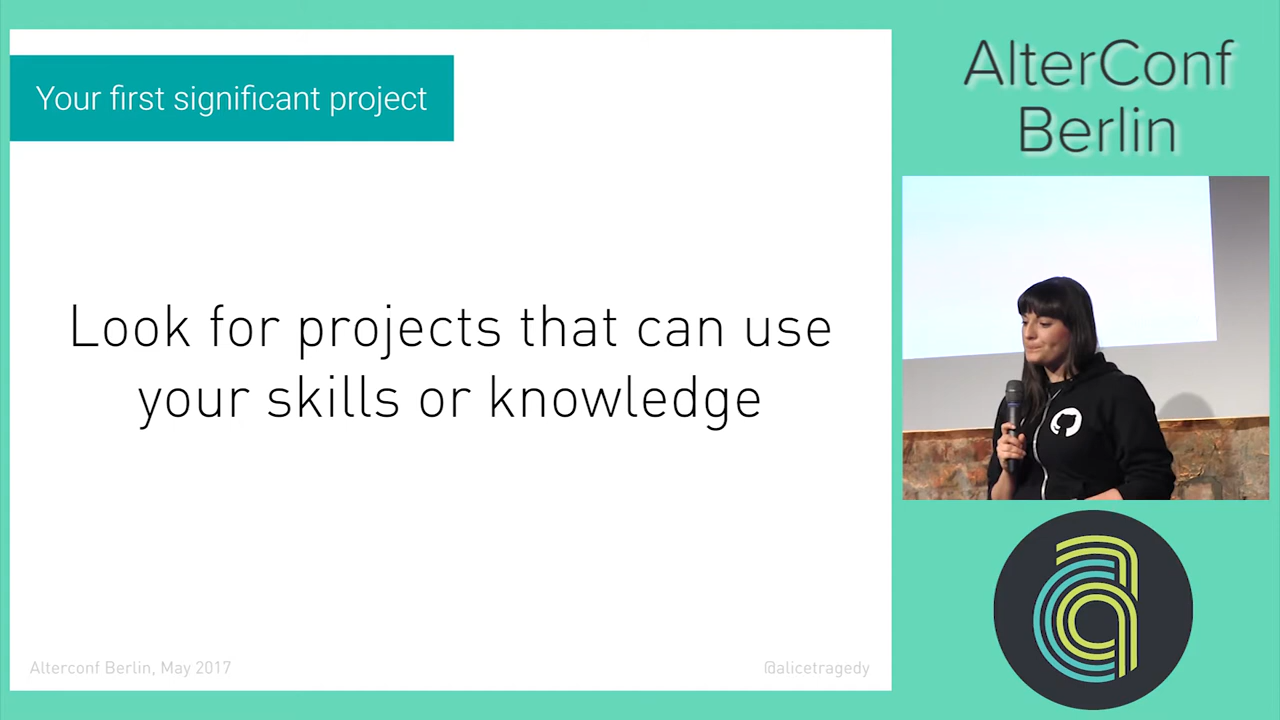 Your first significant project
Look for projects that can use
your skills or knowledge
Alterconf Berlin, May 2017
@alicetragedy
AlterConf
Berlin